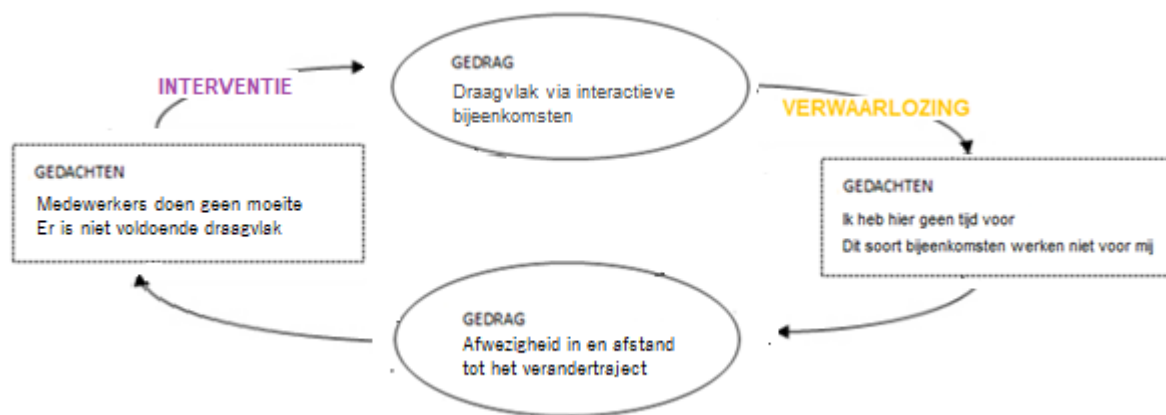 INTERVENTIE
GEDRAG
Draagvlak via interactieve
bijeenkomsten
VERWAARLOZING
GEDACHTEN
Medewerkers doen geen moeite
Er is niet voldoende draagvlak
GEDACHTEN
Ik heb hier geen tijd voor
Dit soort bijeenkomsten werken niet voor mij
GEDRAG
Afwezigheid in en afstand
tot het verandertraject